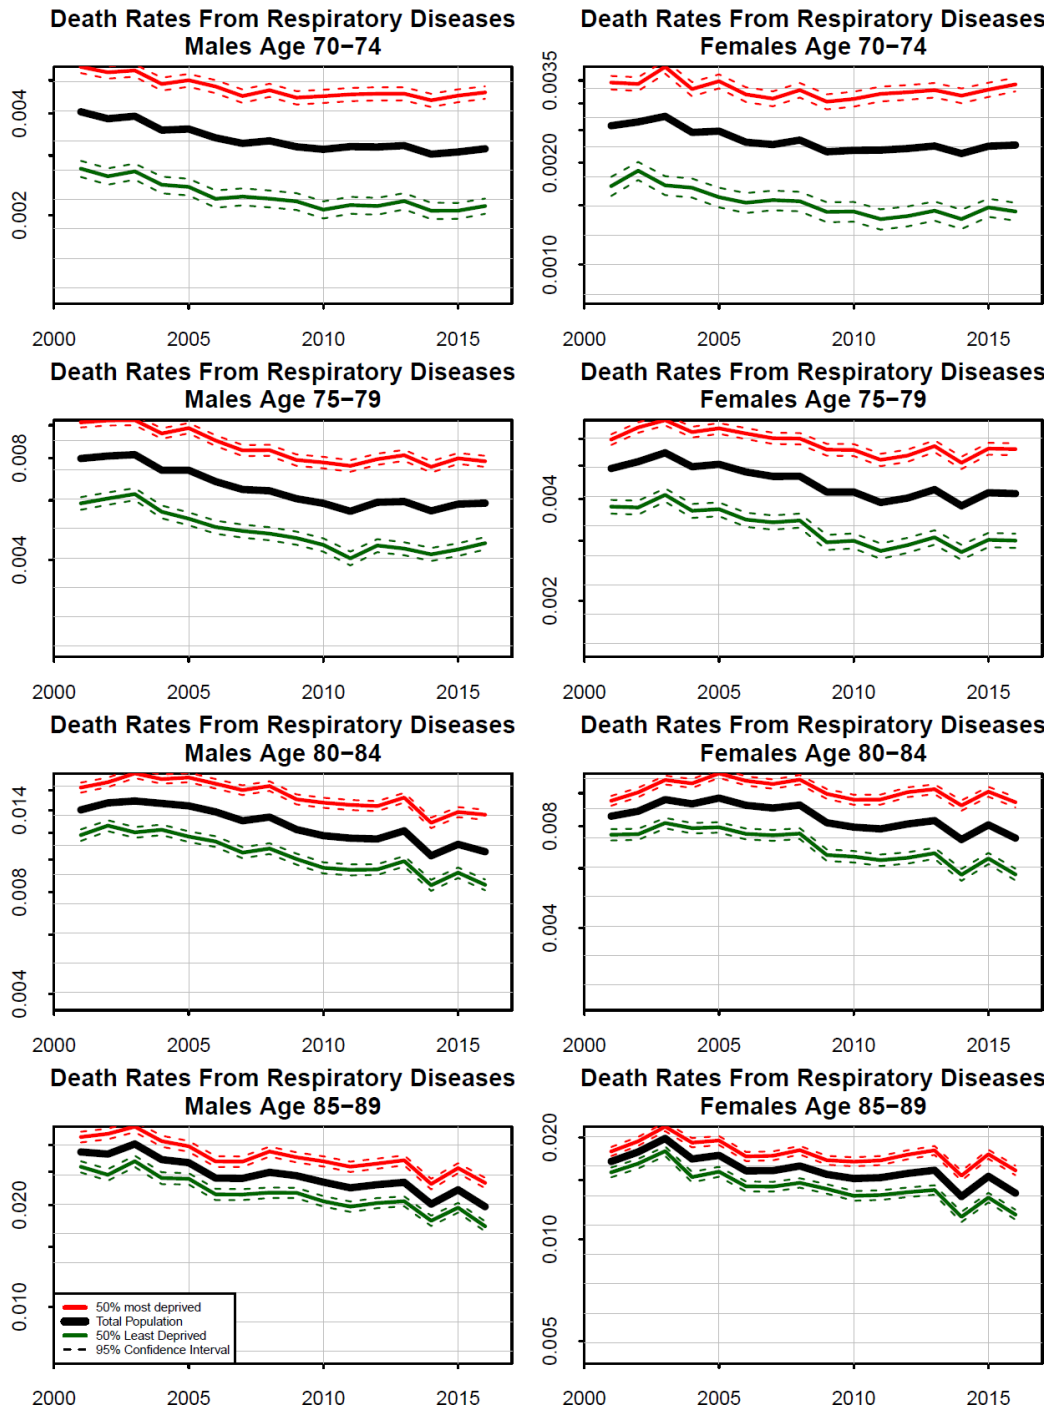 Death Rates From Respiratory Diseases
Males Age 70−74
0.004
0.002
2000 2005 2010 2015
Death Rates From Respiratory Diseases
Females Age 70−74
0.0035
0.0020
0.0010
2000 2005 2010 2015
Death Rates From Respiratory Diseases
Males Age 75−79
0.008
0.004
2000 2005 2010 2015
Death Rates From Respiratory Diseases
Females Age 75−79
0.004
0.002
2000 2005 2010 2015
Death Rates From Respiratory Diseases
Males Age 80−84
0.014
0.008
0.004
2000 2005 2010 2015
Death Rates From Respiratory Diseases
Females Age 80−84
0.008
0.004
2000 2005 2010 2015
Death Rates From Respiratory Diseases
Males Age 85−89
0.020
0.010
50% most deprived
Total Population
50% Least Deprived
95% Confidence Interval
2000 2005 2010 2015
Death Rates From Respiratory Diseases
Females Age 85−89
0.020
0.010
0.005
2000 2005 2010 2015